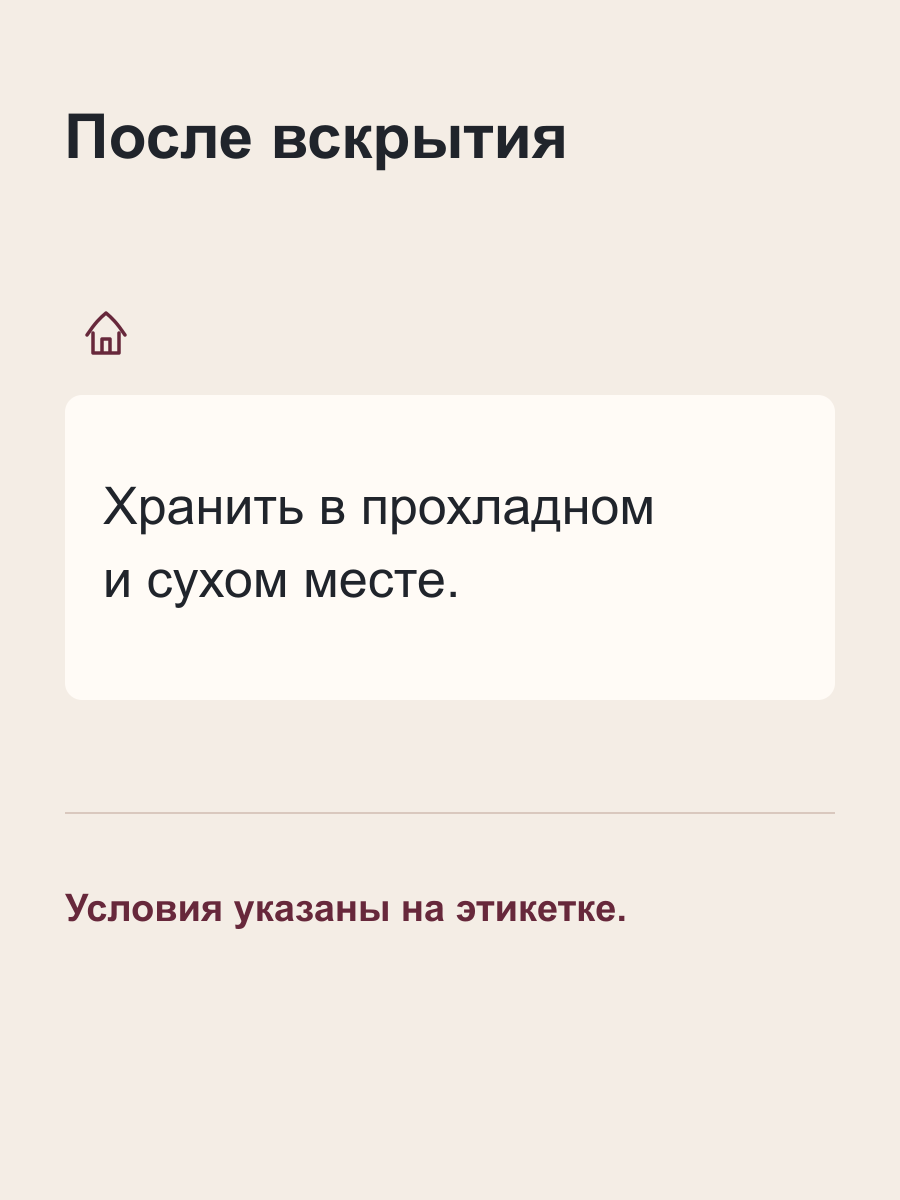 После вскрытия
Хранить в прохладном
и сухом месте.
Условия указаны на этикетке.